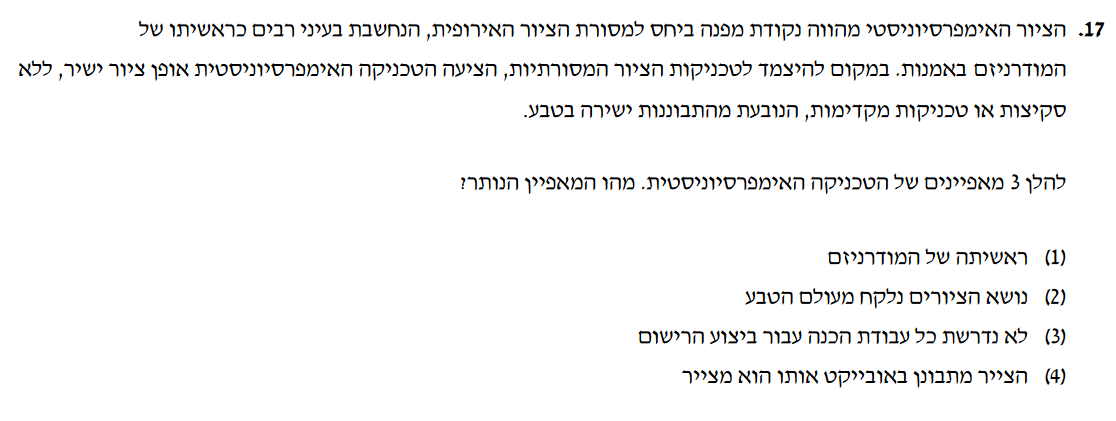 17. הציור האימפרסיוניסטי מהווה נקודת מפנה ביחס למסורת הציור האירופית, הנחשבת בעיני רבים כראשיתו של
המודרניזם באמנות. במקום להיצמד לטכניקות הציור המסורתיות, הציעה הטכניקה האימפרסיוניסטית אופן ציור ישיר, ללא
סקיצות או טכניקות מקדימות, הנובעת מהתבוננות ישירה בטבע.
להלן 3 מאפיינים של הטכניקה האימפרסיוניסטית. מהו המאפיין הנותר?
(1) ראשיתה של המודרניזם
(2) נושא הציורים נלקח מעולם הטבע
(3) לא נדרשת כל עבודת הכנה עבור ביצוע הרישום
(4) הצייר מתבונן באובייקט אותו הוא מצייר